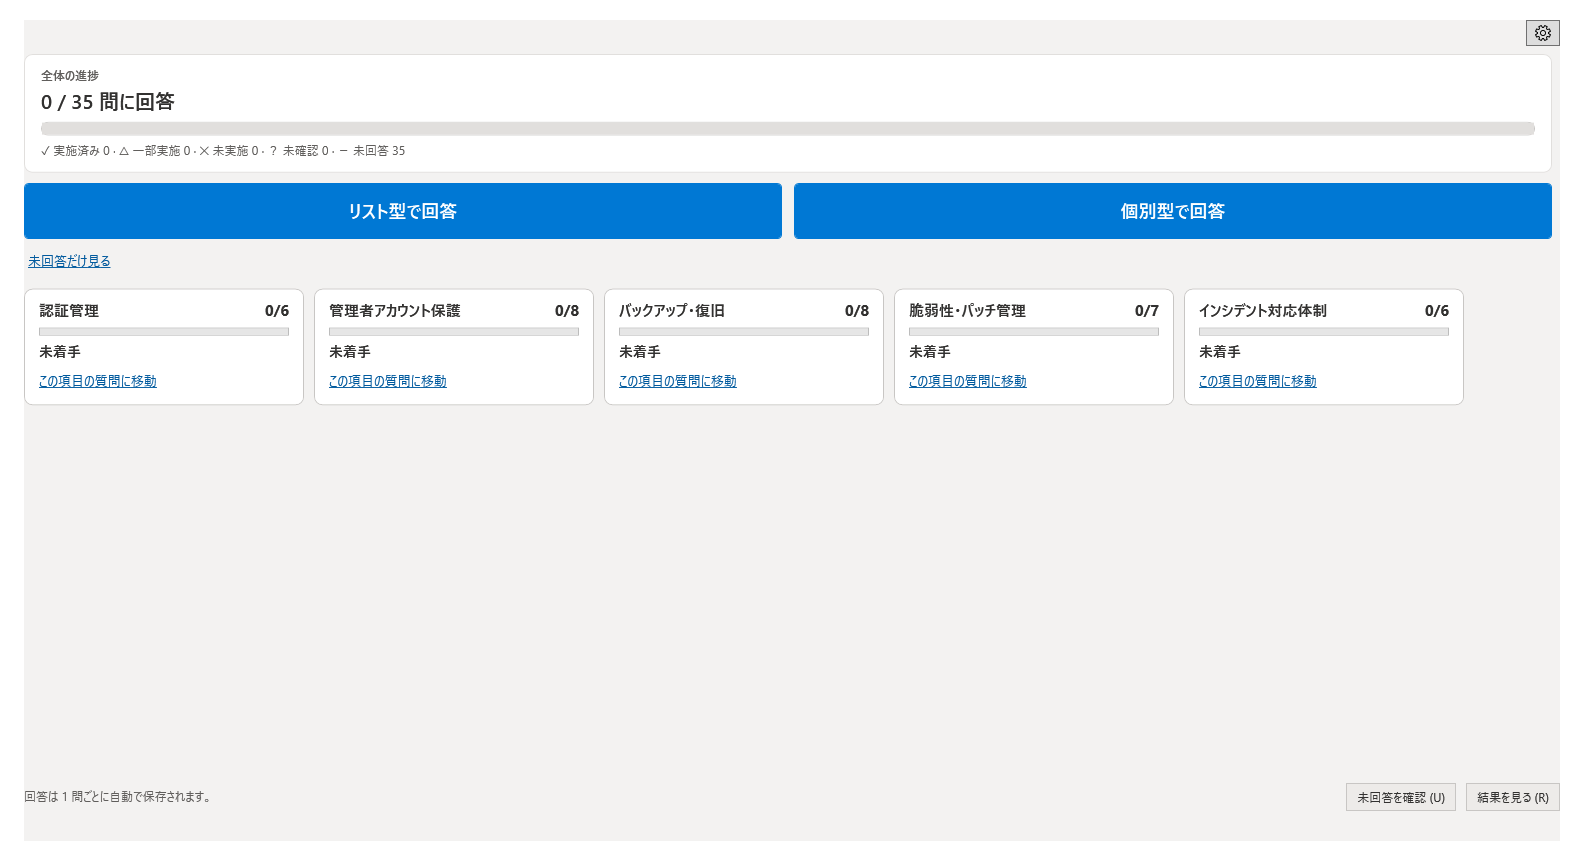 全体の進捗
0 / 35 問に回答
✓ 実施済み 0 · △ 一部実施 0 · ✕ 未実施 0 · ? 未確認 0 · − 未回答 35
リスト型で回答
個別型で回答
未回答だけ見る
認証管理 0/6
未着手
この項目の質問に移動
管理者アカウント保護 0/8
未着手
この項目の質問に移動
バックアップ・復旧 0/8
未着手
この項目の質問に移動
脆弱性・パッチ管理 0/7
未着手
この項目の質問に移動
インシデント対応体制 0/6
未着手
この項目の質問に移動
回答は 1 問ごとに自動で保存されます。
未回答を確認 (U)
結果を見る (R)